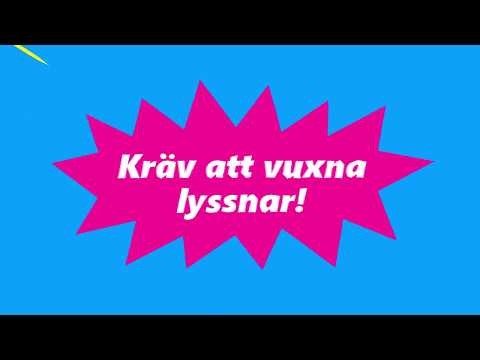 Kräv att vuxna
lyssnar!